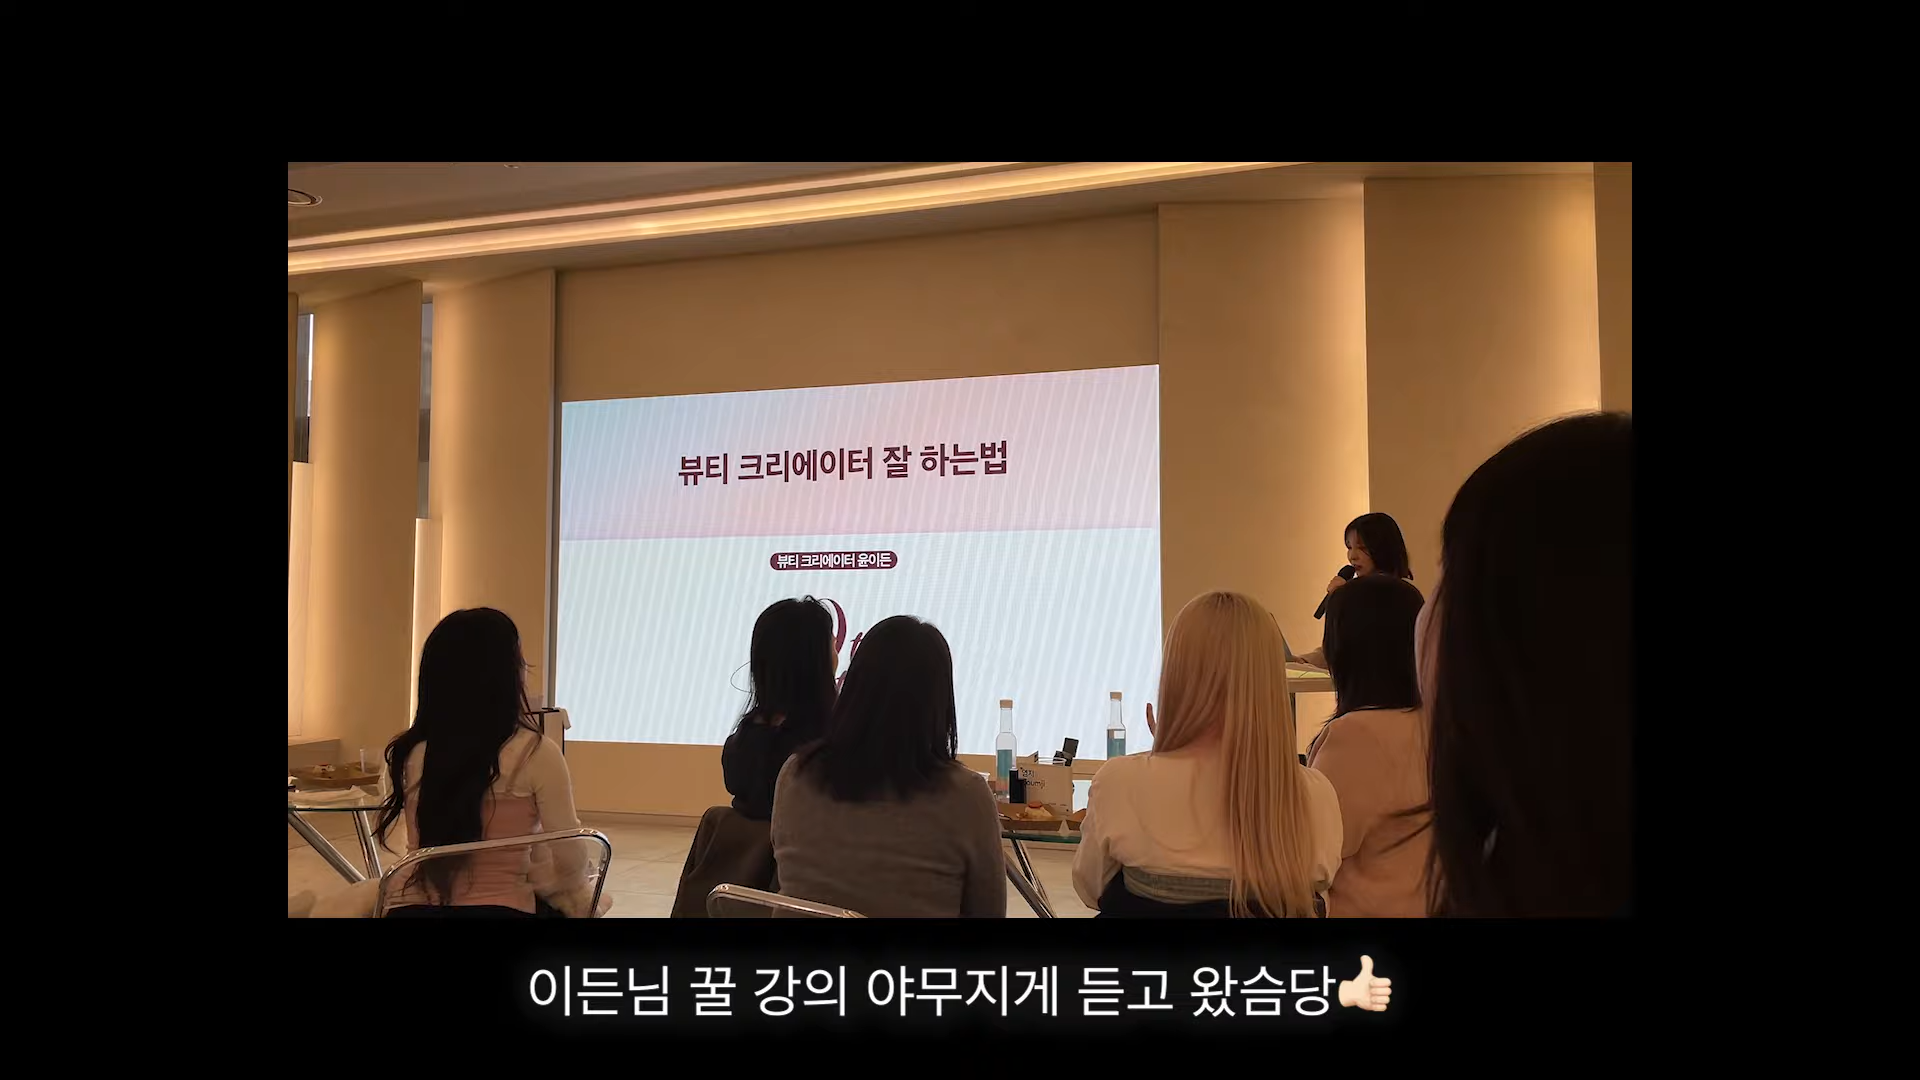 뷰티 크리에이터 잘 하는법
뷰티 크리에이터 윤이든
이든님 꿀 강의 야무지게 듣고 왔슴당👍🏻